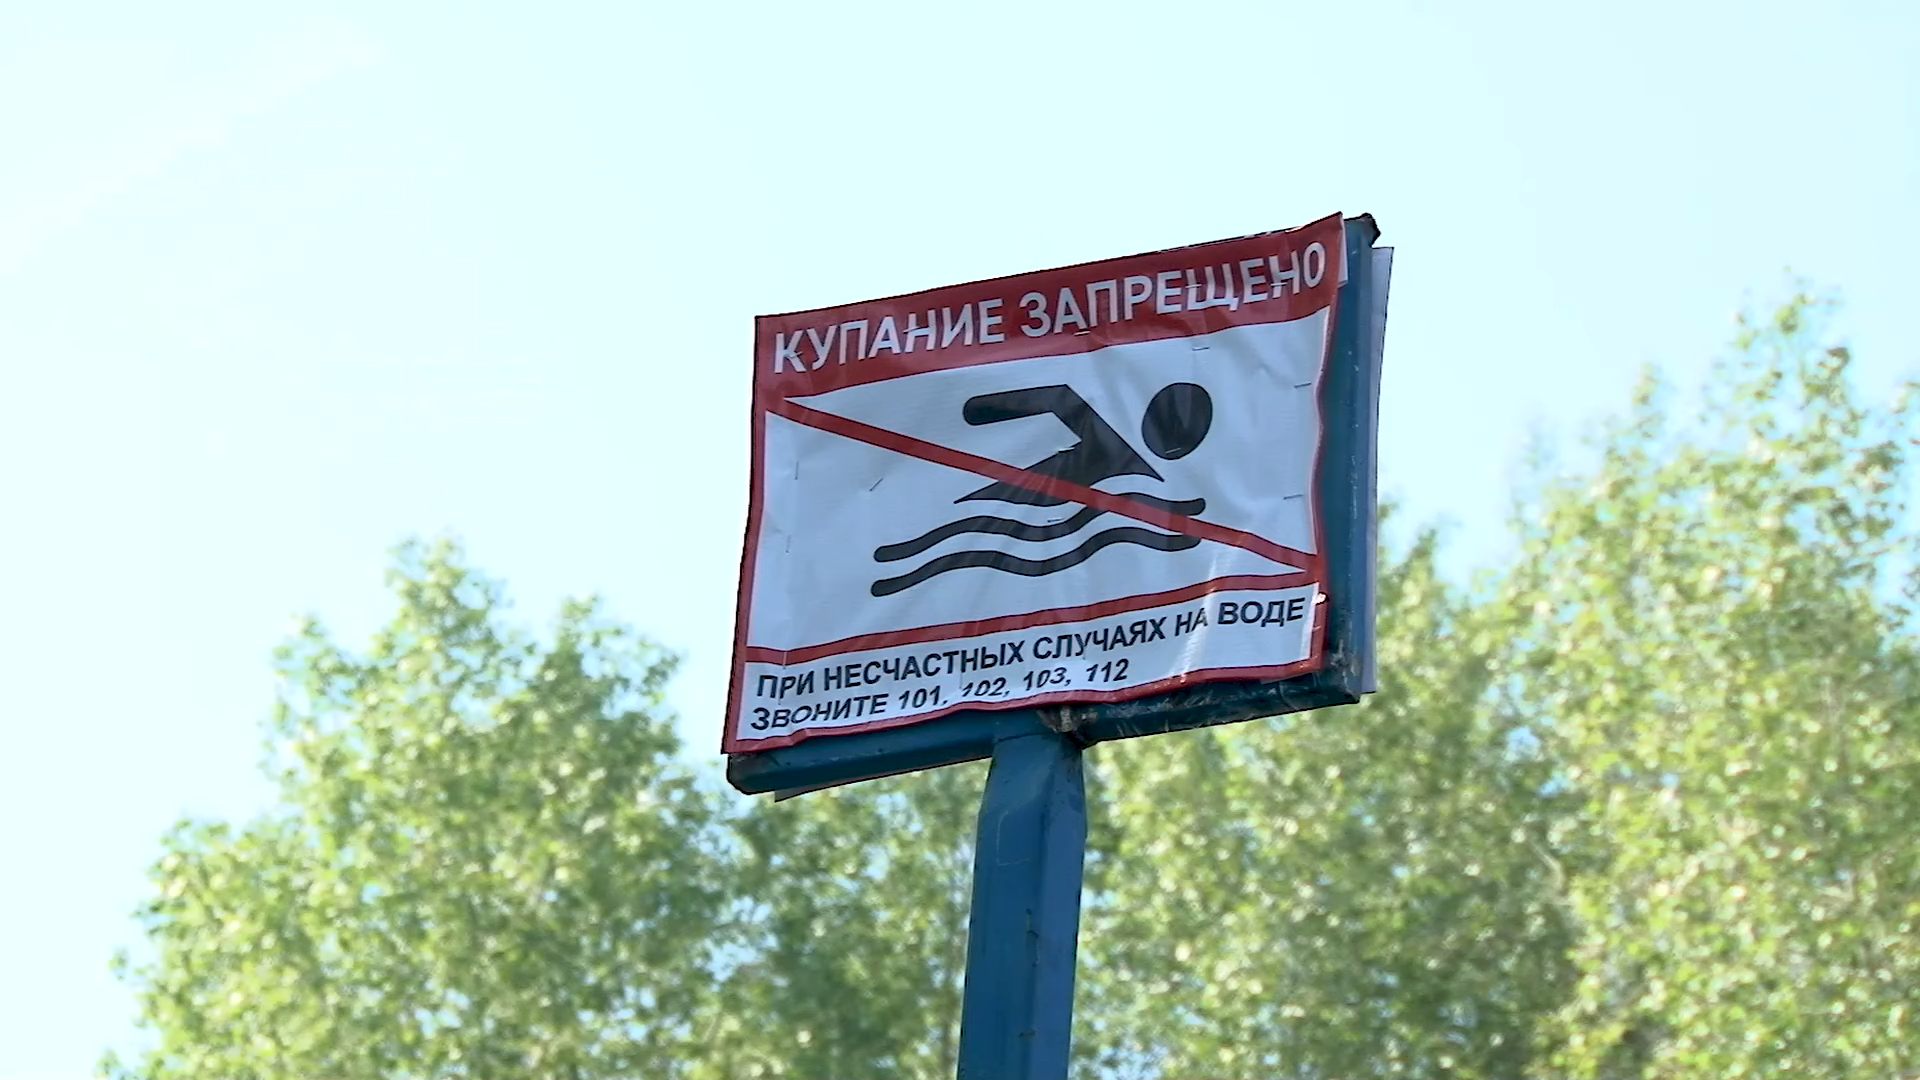 КУПАНИЕ ЗАПРЕЩЕНО
ПРИ НЕСЧАСТНЫХ СЛУЧАЯХ НА ВОДЕ
ЗВОНИТЕ 101, 102, 103, 112